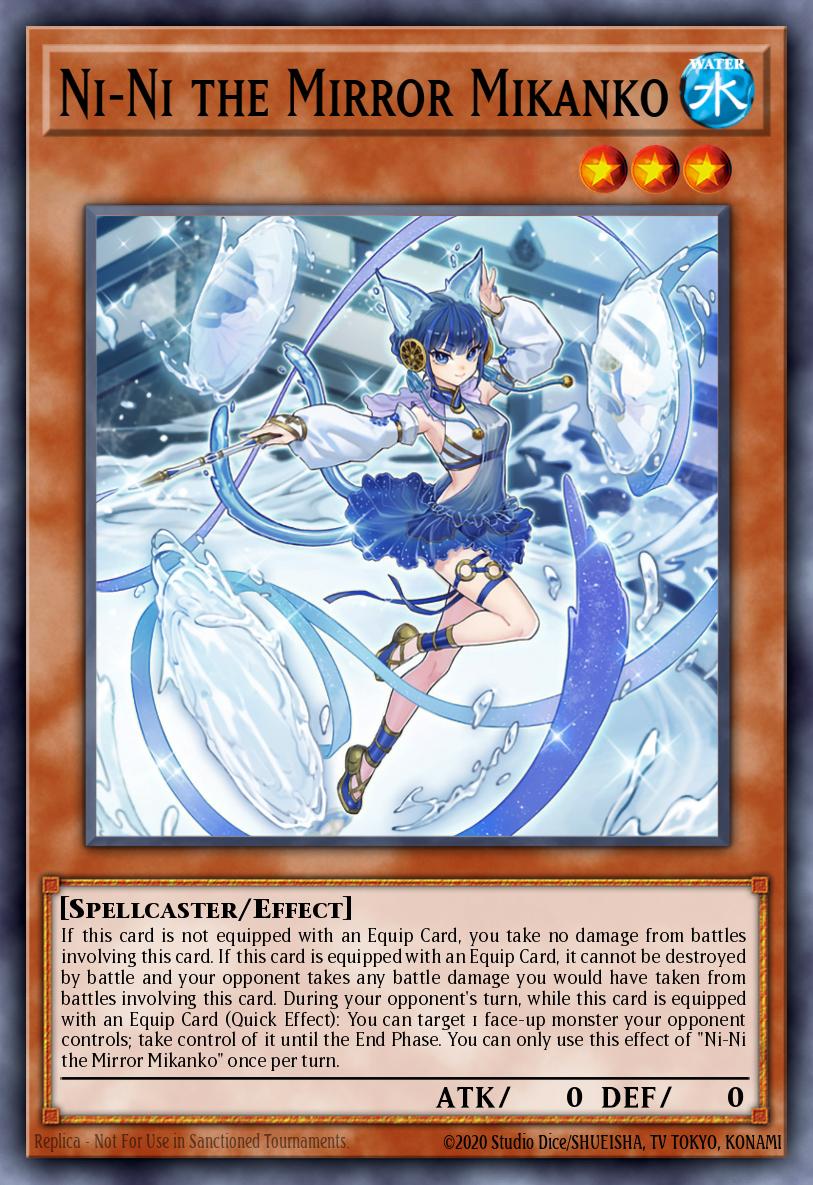 Ni-Ni the Mirror Mikanko
WATER
水
[Spellcaster/Effect]
If this card is not equipped with an Equip Card, you take no damage from battles
involving this card. If this card is equipped with an Equip Card, it cannot be destroyed
by battle and your opponent takes any battle damage you would have taken from
battles involving this card. During your opponent's turn, while this card is equipped
with an Equip Card (Quick Effect): You can target 1 face-up monster your opponent
controls; take control of it until the End Phase. You can only use this effect of "Ni-Ni
the Mirror Mikanko" once per turn.
ATK/ 0 DEF/ 0
Replica - Not For Use in Sanctioned Tournaments.
©2020 Studio Dice/SHUEISHA, TV TOKYO, KONAMI